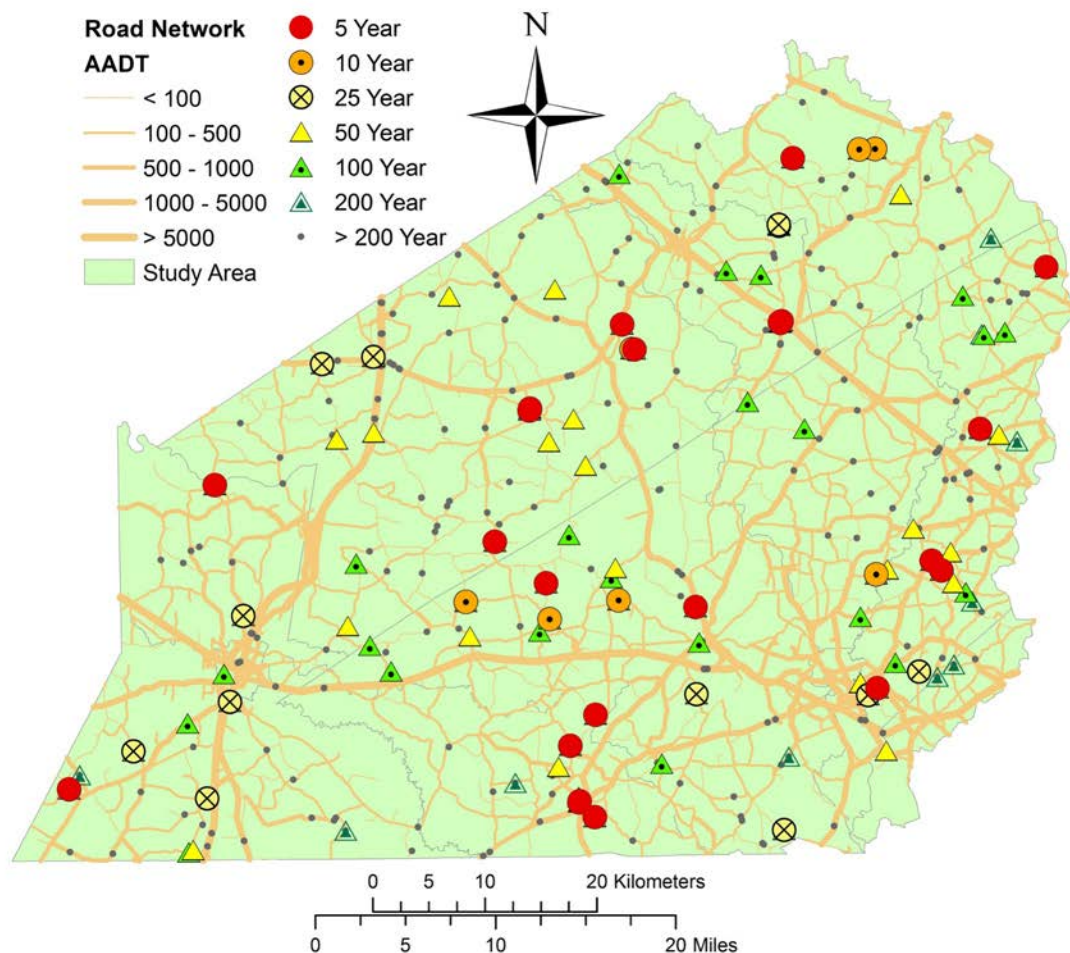 Road Network
AADT
< 100
100 - 500
500 - 1000
1000 - 5000
> 5000
Study Area
5 Year
10 Year
25 Year
50 Year
100 Year
200 Year
> 200 Year
N
0 5 10 20 Kilometers
0 5 10 20 Miles